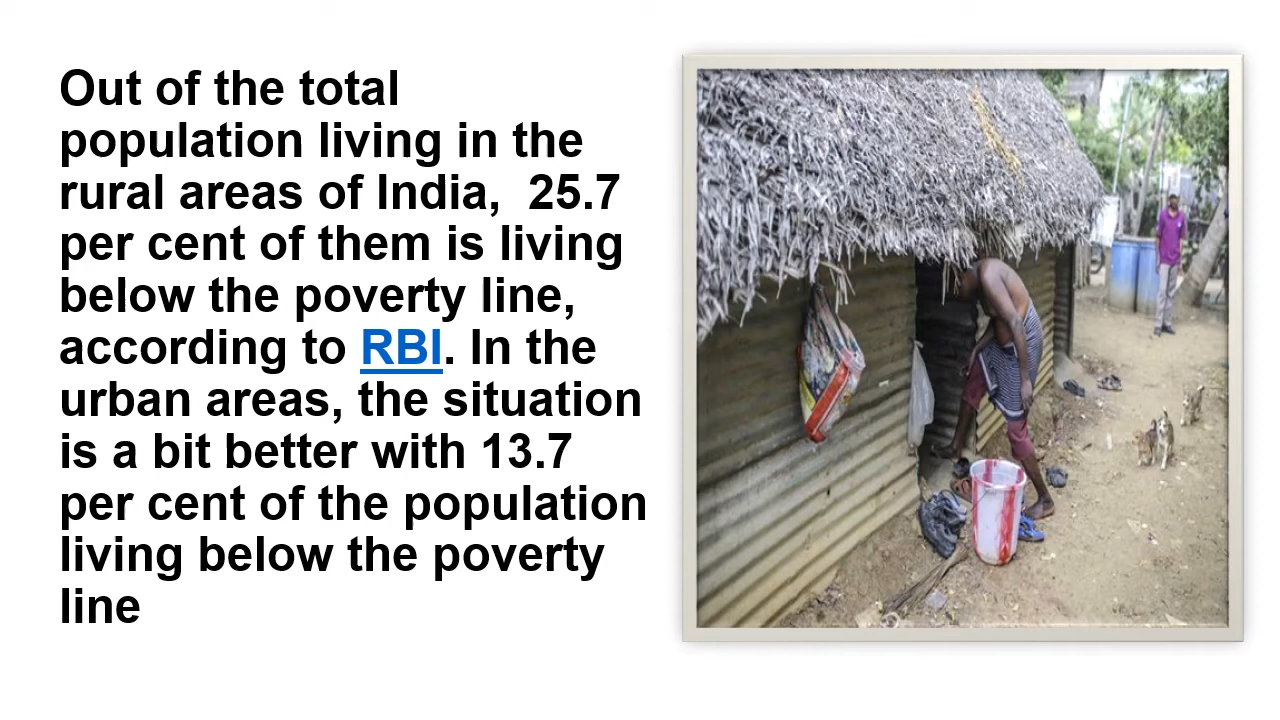 Out of the total
population living in the
rural areas of India,  25.7
per cent of them is living
below the poverty line,
according to RBI. In the
urban areas, the situation
is a bit better with 13.7
per cent of the population
living below the poverty
line